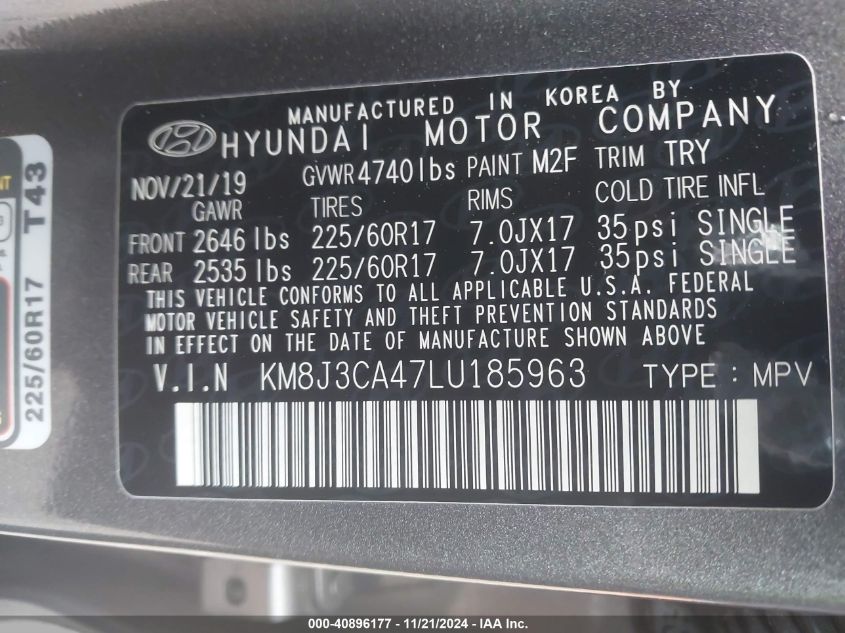 MANUFACTURED IN KOREA BY
HYUNDAI MOTOR COMPANY
NOV/21/19 GVWR 4740 lbs PAINT M2F TRIM TRY
GAWR TIRES RIMS COLD TIRE INFL
FRONT 2646 lbs 225/60R17 7.0JX17 35psi SINGLE
REAR 2535 lbs 225/60R17 7.0JX17 35psi SINGLE
THIS VEHICLE CONFORMS TO ALL APPLICABLE U.S.A. FEDERAL
MOTOR VEHICLE SAFETY AND THEFT PREVENTION STANDARDS
IN EFFECT ON THE DATE OF MANUFACTURE SHOWN ABOVE
V.I.N KM8J3CA47LU185963 TYPE : MPV
225/60R17 T43
000-40896177 - 11/21/2024 - IAA Inc.